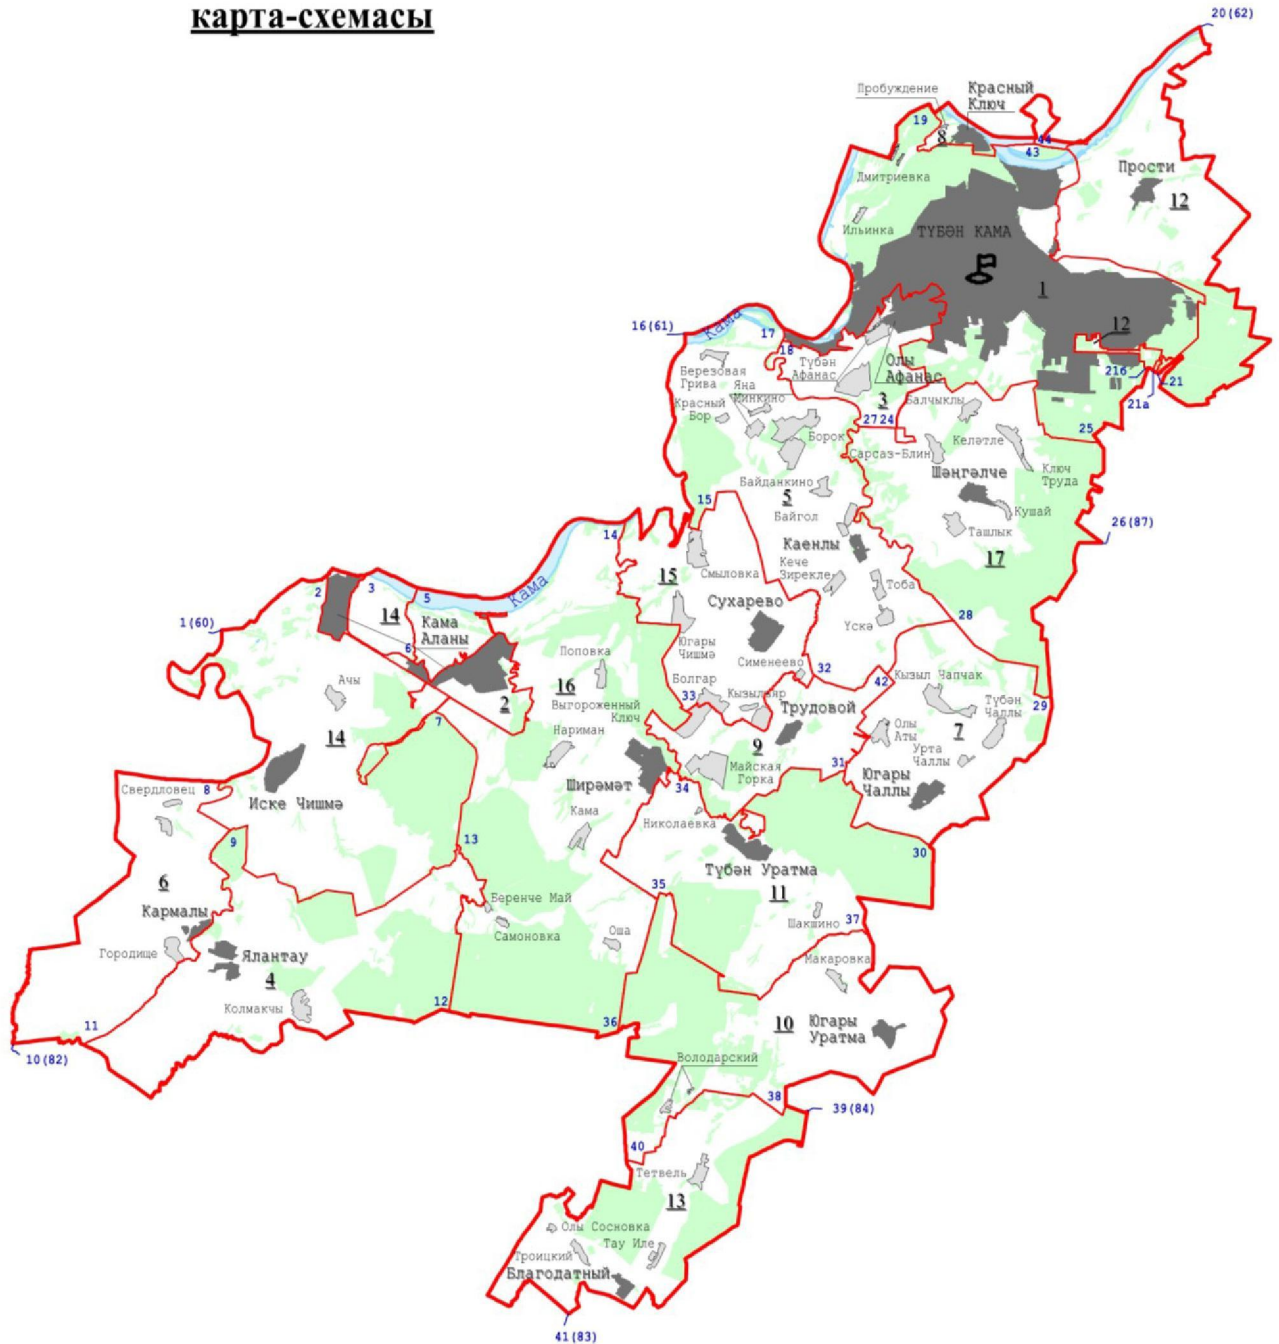 карта-схемасы
20 (62)
Пробуждение
Красный
Ключ
19
8
44
43
Дмитриевка
Прости
12
Ильинка
ТҮБӘН КАМА
1
16 (61)
Кама
17
18
12
Түбән
Афанас
Олы
Афанас
21б
21
21а
Березовая
Грива
Яна
Минкино
Красный
Бор
3
Балчыклы
27 24
25
Борок
Сарсаз-Блин
Келәтле
Ключ
Труда
Шәңгәлче
Байданкино
5
15
Байгол
Кушай
Ташлык
26 (87)
14
Каенлы
17
Кама
15
Смыловка
Кече
Зирекле
Тоба
2
3
5
14
Сухарево
Үскә
28
1 (60)
Кама
Аланы
6
Югары
Чишмә
Поповка
Сименеево
32
42
Ачы
16
Болгар
33
Кызыл Чапчак
2
Выгороженный
Ключ
Кызыляр
Трудовой
Түбән
Чаллы
29
7
14
Нариман
9
Олы
Аты
7
Урта
Чаллы
Ширәмәт
Майская
Горка
31
Югары
Чаллы
Свердловец
8
Иске Чишмә
34
Кама
Николаевка
9
13
30
Түбән Уратма
6
35
11
Кармалы
Беренче Май
Шакшино
37
Самоновка
Оша
Городище
Ялантау
Макаровка
4
Колмакчы
12
36
10
Югары
Уратма
11
10 (82)
Володарский
38
39 (84)
40
Тетвель
13
Олы Сосновка
Тау Иле
Троицкий
Благодатный
41 (83)